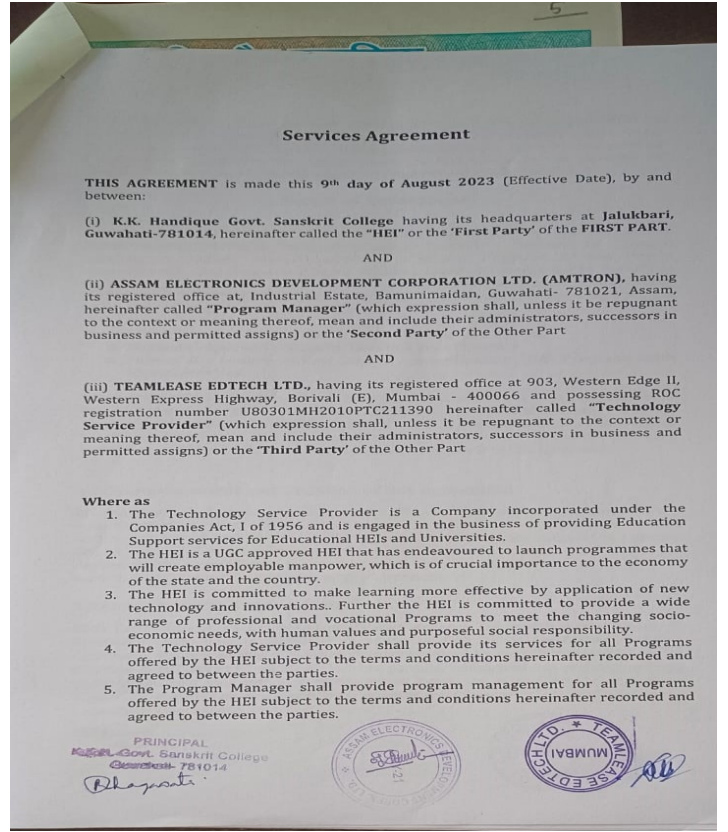 5
Services Agreement
THIS AGREEMENT is made this 9th day of August 2023 (Effective Date), by and
between:
(i) K.K. Handique Govt. Sanskrit College having its headquarters at Jalukbari,
Guwahati-781014, hereinafter called the "HEI" or the 'First Party' of the FIRST PART.
AND
(ii) ASSAM ELECTRONICS DEVELOPMENT CORPORATION LTD. (AMTRON), having
its registered office at, Industrial Estate, Bamunimaidan, Guwahati- 781021, Assam,
hereinafter called "Program Manager" (which expression shall, unless it be repugnant
to the context or meaning thereof, mean and include their administrators, successors in
business and permitted assigns) or the 'Second Party' of the Other Part
AND
(iii) TEAMLEASE EDTECH LTD., having its registered office at 903, Western Edge II,
Western Express Highway, Borivali (E), Mumbai - 400066 and possessing ROC
registration number U80301MH2010PTC211390 hereinafter called "Technology
Service Provider" (which expression shall, unless it be repugnant to the context or
meaning thereof, mean and include their administrators, successors in business and
permitted assigns) or the 'Third Party' of the Other Part
Where as
1. The Technology Service Provider is a Company incorporated under the
Companies Act, I of 1956 and is engaged in the business of providing Education
Support services for Educational HEIs and Universities.
2. The HEI is a UGC approved HEI that has endeavoured to launch programmes that
will create employable manpower, which is of crucial importance to the economy
of the state and the country.
3. The HEI is committed to make learning more effective by application of new
technology and innovations.. Further the HEI is committed to provide a wide
range of professional and vocational Programs to meet the changing socio-
economic needs, with human values and purposeful social responsibility.
4. The Technology Service Provider shall provide its services for all Programs
offered by the HEI subject to the terms and conditions hereinafter recorded and
agreed to between the parties.
5. The Program Manager shall provide program management for all Programs
offered by the HEI subject to the terms and conditions hereinafter recorded and
agreed to between the parties.
PRINCIPAL
Govt. Sanskrit College
781014
Bhagawati
ASSAM ELECTRONICS DEVELOPMENT
TEAMLEASE EDTECH LTD.
MUMBAI